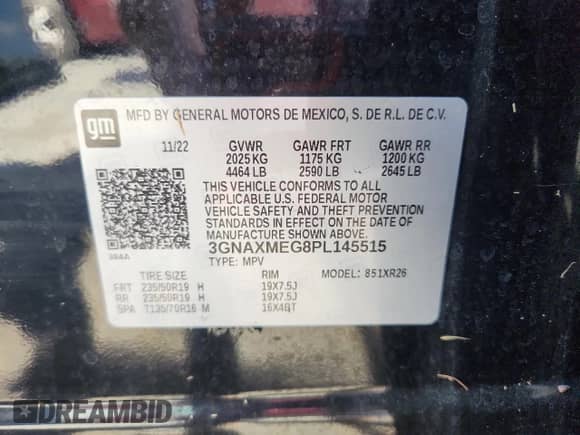 gm
MFD BY GENERAL MOTORS DE MEXICO, S. DE R.L. DE C.V.
11/22 GVWR GAWR FRT GAWR RR
2025 KG 1175 KG 1200 KG
4464 LB 2590 LB 2645 LB
THIS VEHICLE CONFORMS TO ALL
APPLICABLE U.S. FEDERAL MOTOR
VEHICLE SAFETY AND THEFT PREVENTION
STANDARDS IN EFFECT ON THE DATE OF
MANUFACTURE SHOWN ABOVE.
3GNAXMEG8PL145515
TYPE: MPV MODEL: 851XR26
TIRE SIZE RIM
FRT 235/50R19 H 19X7.5J
RR 235/50R19 H 19X7.5J
SPA T135/70R16 M 16X4BT
DREAMBID